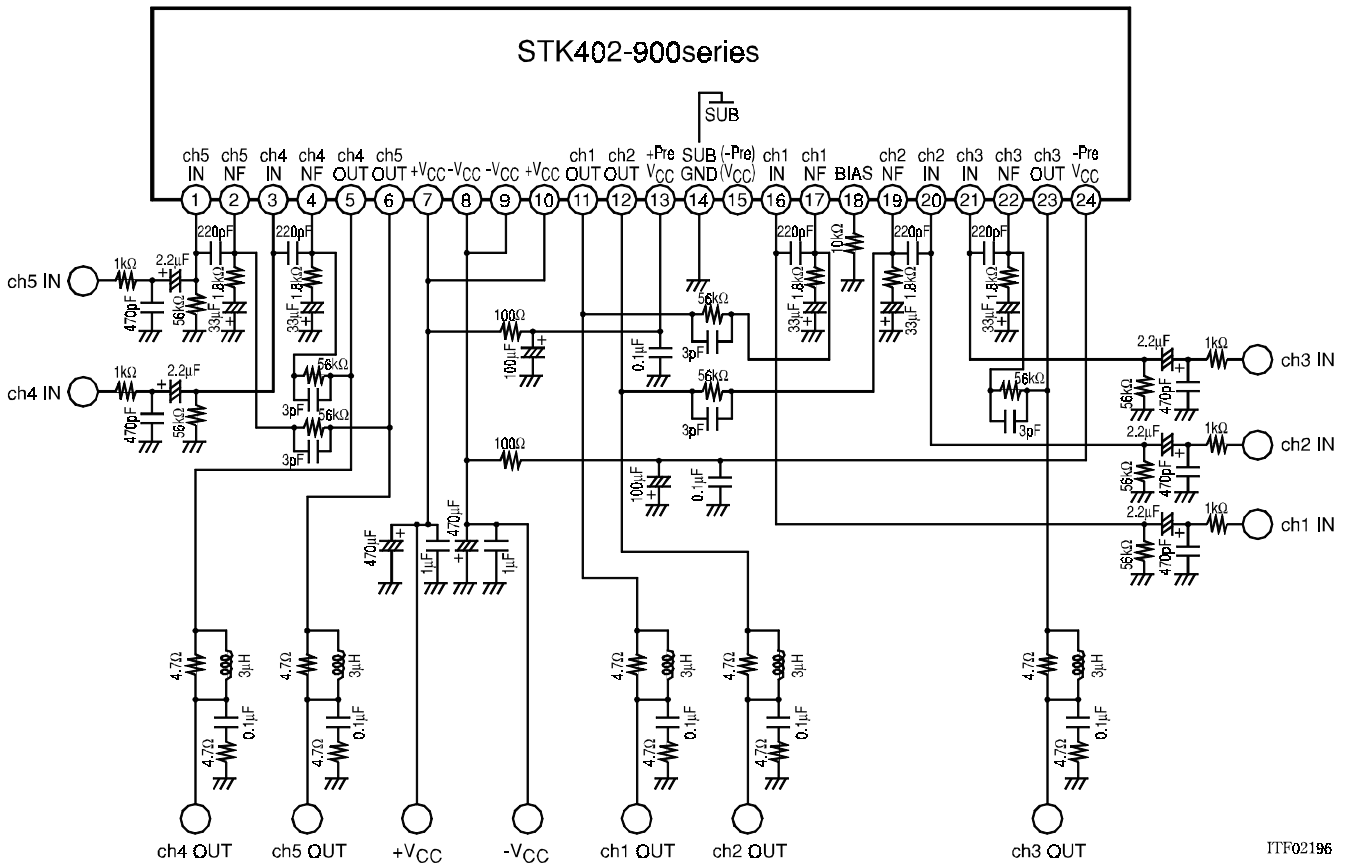 STK402-900series
SUB
ch5 IN
ch5 NF
ch4 IN
ch4 NF
ch4 OUT
ch5 OUT
+VCC
-VCC
-VCC
+VCC
ch1 OUT
ch2 OUT
+Pre VCC
SUB GND
(-Pre) (VCC)
ch1 IN
ch1 NF
BIAS
ch2 NF
ch2 IN
ch3 IN
ch3 NF
ch3 OUT
-Pre VCC
1 2 3 4 5 6 7 8 9 10 11 12 13 14 15 16 17 18 19 20 21 22 23 24
220pF
220pF
220pF
10kΩ
220pF
220pF
ch5 IN
1kΩ
2.2µF
+
470pF
56kΩ
1.8kΩ
33µF
+
1.8kΩ
33µF
+
56kΩ
3pF
1.8kΩ
33µF
+
1.8kΩ
33µF
+
1.8kΩ
33µF
+
100Ω
100µF
+
0.1µF
ch4 IN
1kΩ
2.2µF
+
470pF
56kΩ
56kΩ
3pF
56kΩ
3pF
56kΩ
3pF
56kΩ
3pF
2.2µF
1kΩ
ch3 IN
56kΩ
+
470pF
100Ω
100µF
+
0.1µF
2.2µF
1kΩ
ch2 IN
56kΩ
+
470pF
470µF
+
1µF
470µF
+
1µF
2.2µF
1kΩ
ch1 IN
56kΩ
+
470pF
4.7Ω
3µH
4.7Ω
3µH
4.7Ω
3µH
4.7Ω
3µH
4.7Ω
3µH
4.7Ω
0.1µF
4.7Ω
0.1µF
4.7Ω
0.1µF
4.7Ω
0.1µF
4.7Ω
0.1µF
ch4 OUT
ch5 OUT
+VCC
-VCC
ch1 OUT
ch2 OUT
ch3 OUT
ITF02196